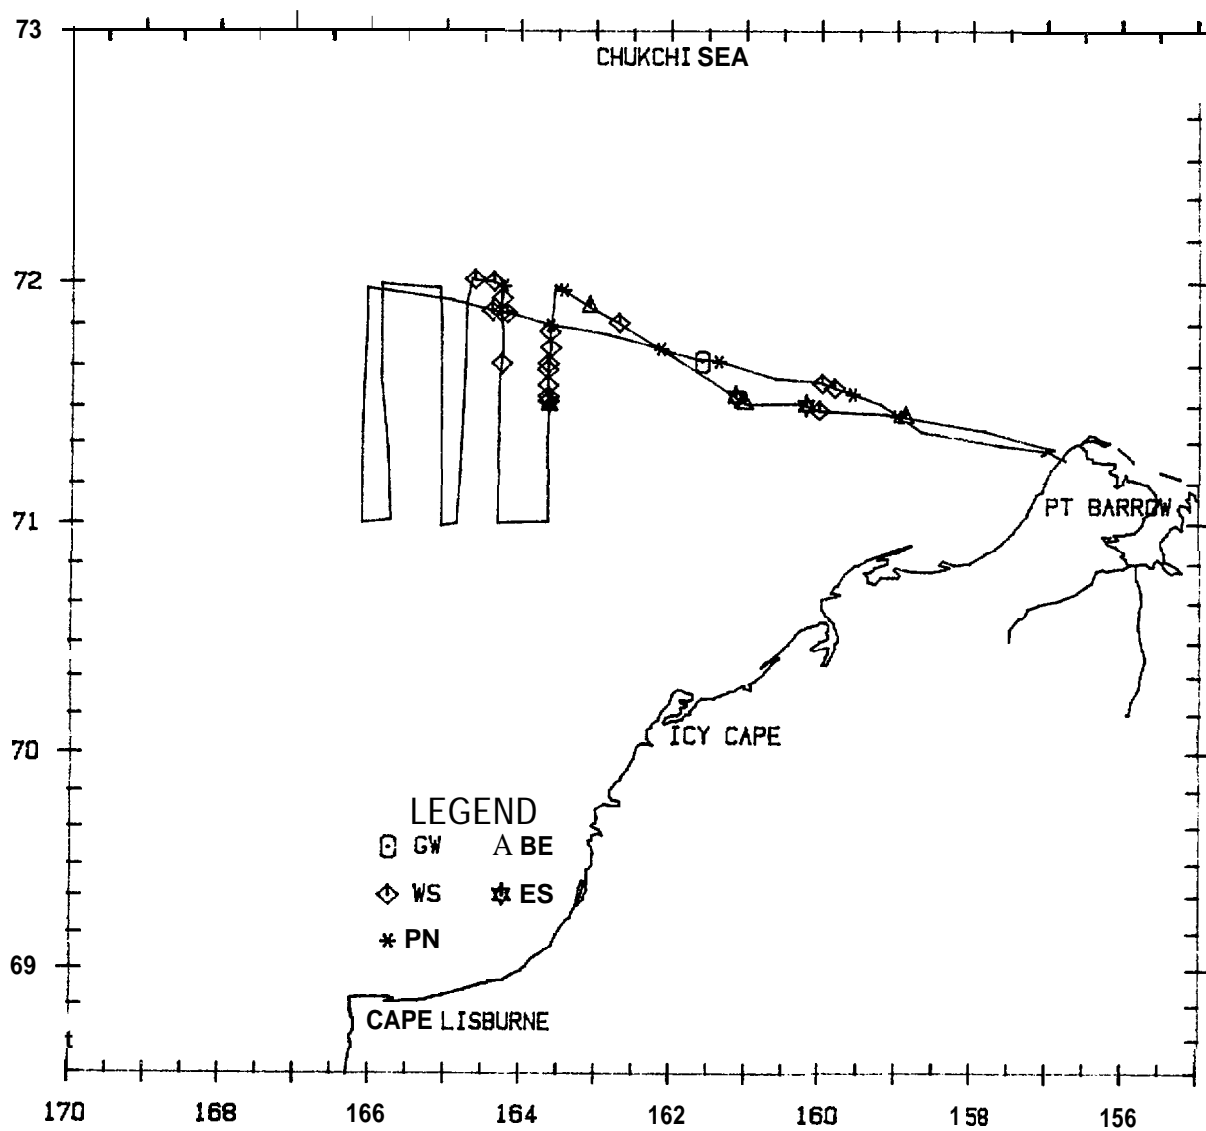 73
CHUKCHI SEA
72
71
PT BARROW
70
ICY CAPE
LEGEND
GW A BE
WS ES
PN
69
CAPE LISBURNE
t
170 168 166 164 162 160 158 156